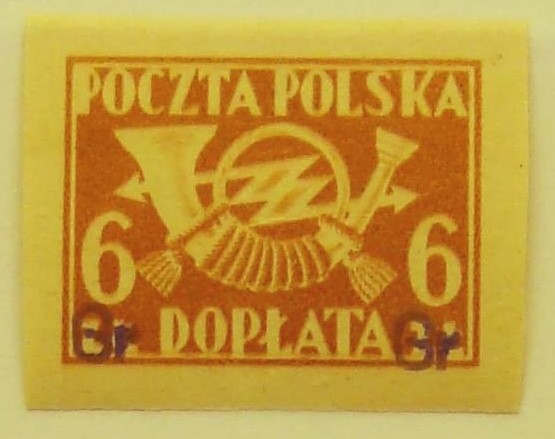 POCZTA POLSKA
6 6
Gr DOPŁATA Gr